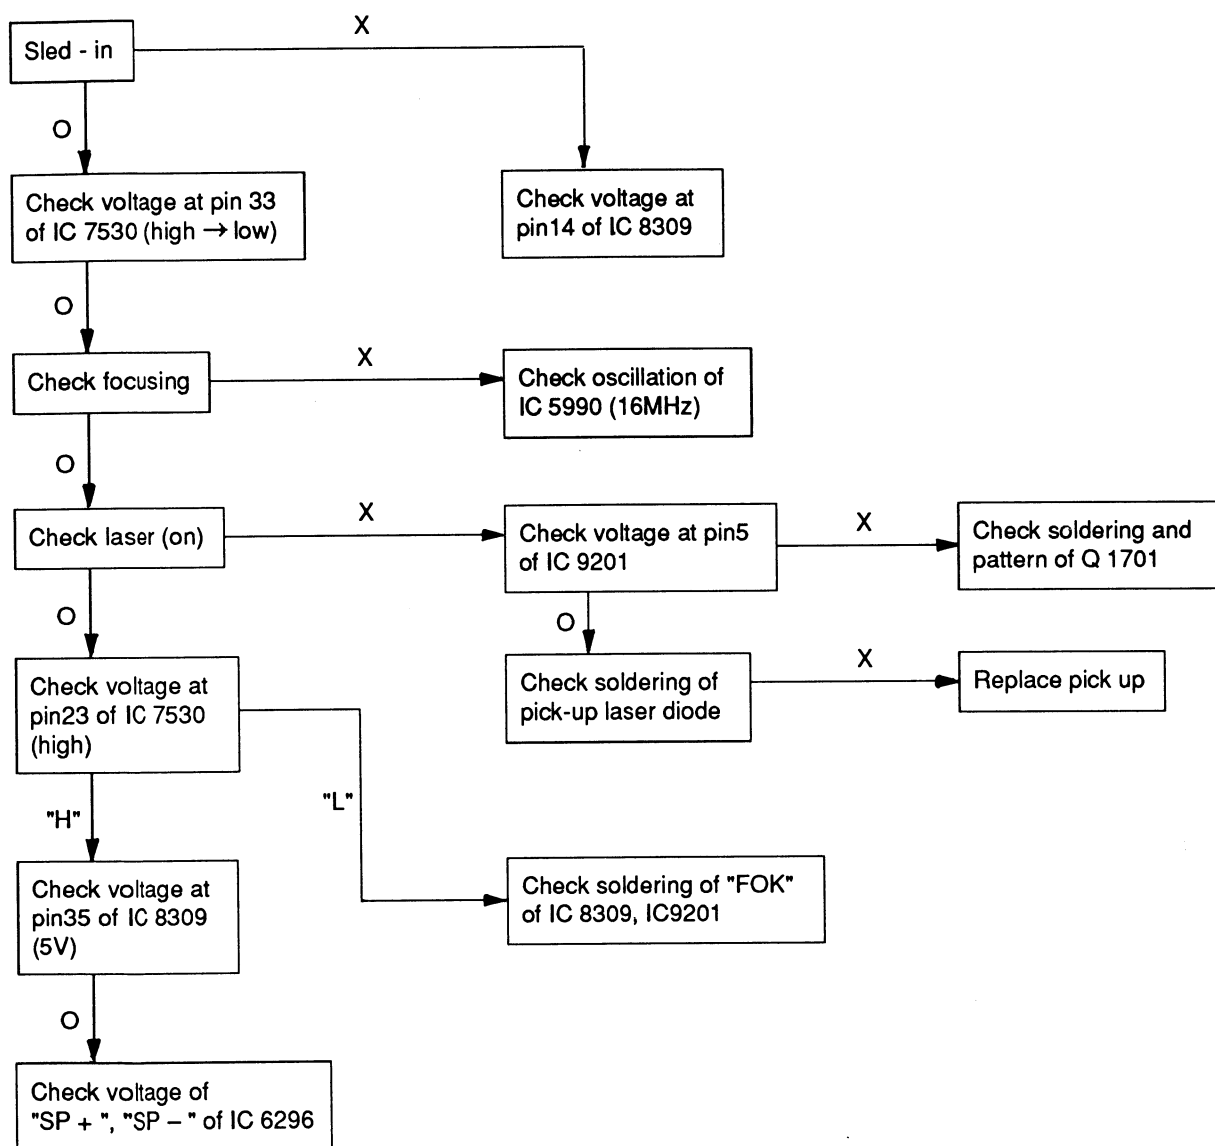 X
Sled - in
O
Check voltage at pin 33
of IC 7530 (high → low)
Check voltage at
pin14 of IC 8309
O
X
Check focusing
Check oscillation of
IC 5990 (16MHz)
O
X
Check laser (on)
Check voltage at pin5
of IC 9201
X
Check soldering and
pattern of Q 1701
O
O
Check voltage at
pin23 of IC 7530
(high)
Check soldering of
pick-up laser diode
X
Replace pick up
"H"
"L"
Check voltage at
pin35 of IC 8309
(5V)
Check soldering of "FOK"
of IC 8309, IC9201
O
Check voltage of
"SP + ", "SP – " of IC 6296